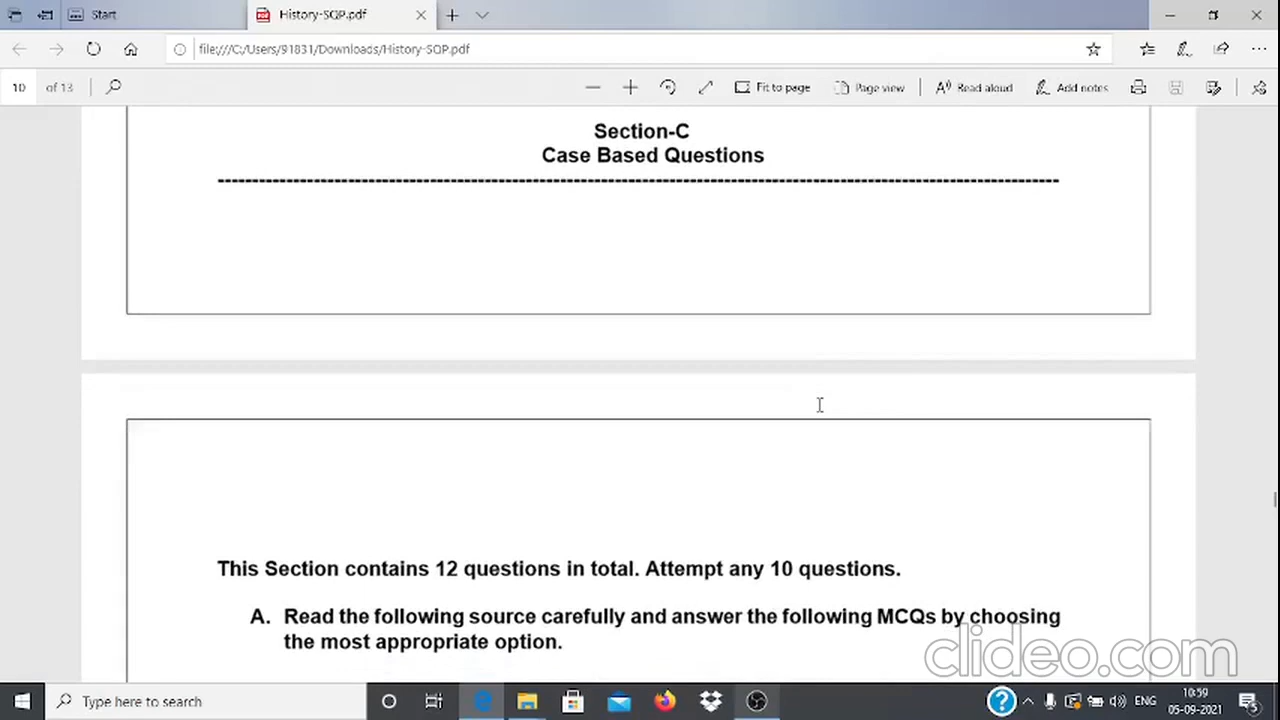 Start
History-SQP.pdf
file:///C:/Users/91831/Downloads/History-SQP.pdf
10 of 13
Fit to page
Page view
Read aloud
Add notes
Section-C
Case Based Questions
--------------------------------------------------------------------------------------------------------------
This Section contains 12 questions in total. Attempt any 10 questions.
A. Read the following source carefully and answer the following MCQs by choosing
the most appropriate option.
clideo.com
Type here to search
ENG
10:59
05-09-2021
5